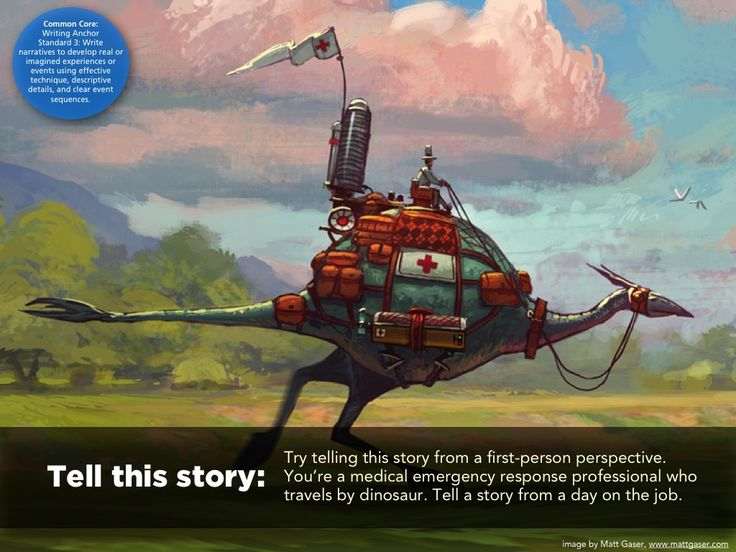 Common Core:
Writing Anchor
Standard 3: Write
narratives to develop real or
imagined experiences or
events using effective
technique, descriptive
details, and clear event
sequences.
Tell this story:
Try telling this story from a first-person perspective.
You’re a medical emergency response professional who
travels by dinosaur. Tell a story from a day on the job.
image by Matt Gaser, www.mattgaser.com